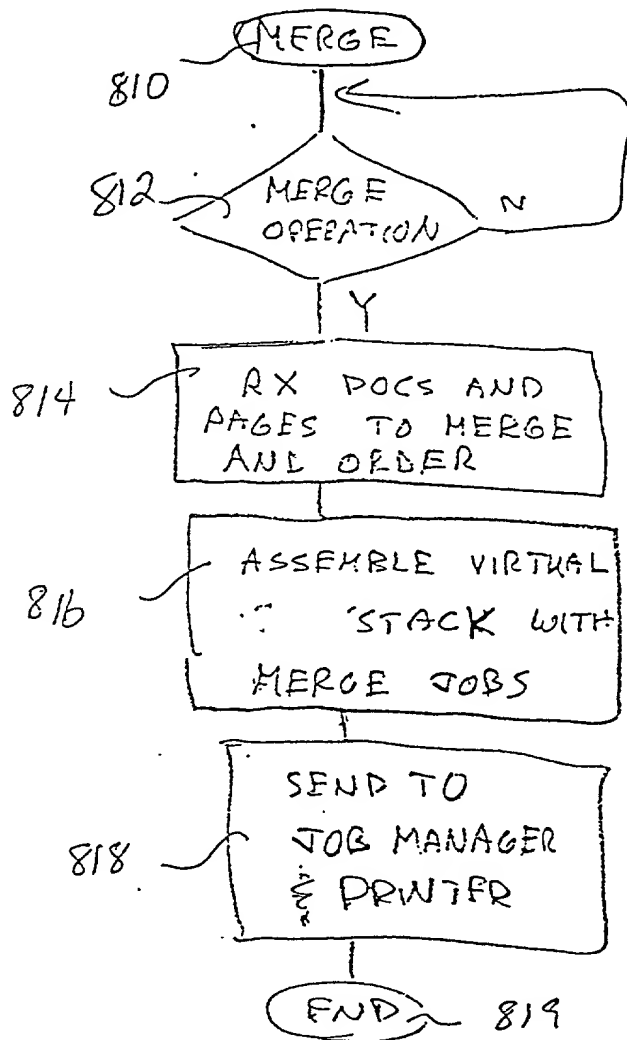 MERGE
810
812
MERGE
OPERATION
N
Y
814
RX DOCS AND
PAGES TO MERGE
AND ORDER
816
ASSEMBLE VIRTUAL
STACK WITH
MERGE JOBS
818
SEND TO
JOB MANAGER
& PRINTER
END
819